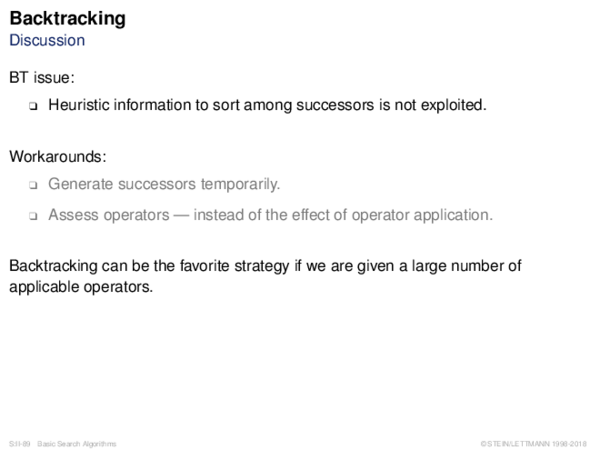 Backtracking
Discussion
BT issue:
❑ Heuristic information to sort among successors is not exploited.
Workarounds:
❑ Generate successors temporarily.
❑ Assess operators — instead of the effect of operator application.
Backtracking can be the favorite strategy if we are given a large number of
applicable operators.
S:II-89 Basic Search Algorithms ©STEIN/LETTMANN 1998-2018